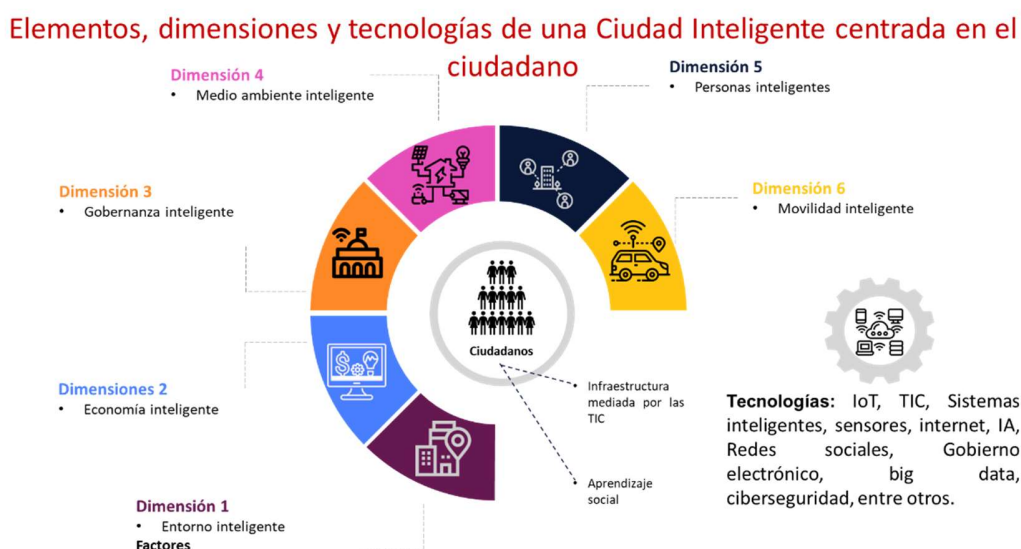 Elementos, dimensiones y tecnologías de una Ciudad Inteligente centrada en el
ciudadano
Dimensión 4
• Medio ambiente inteligente
Dimensión 5
• Personas inteligentes
Dimensión 3
• Gobernanza inteligente
Dimensión 6
• Movilidad inteligente
Ciudadanos
Dimensiones 2
• Economía inteligente
• Infraestructura
mediada por las
TIC
• Aprendizaje
social
Tecnologías: IoT, TIC, Sistemas
inteligentes, sensores, internet, IA,
Redes sociales, Gobierno
electrónico, big data,
ciberseguridad, entre otros.
Dimensión 1
• Entorno inteligente
Factores